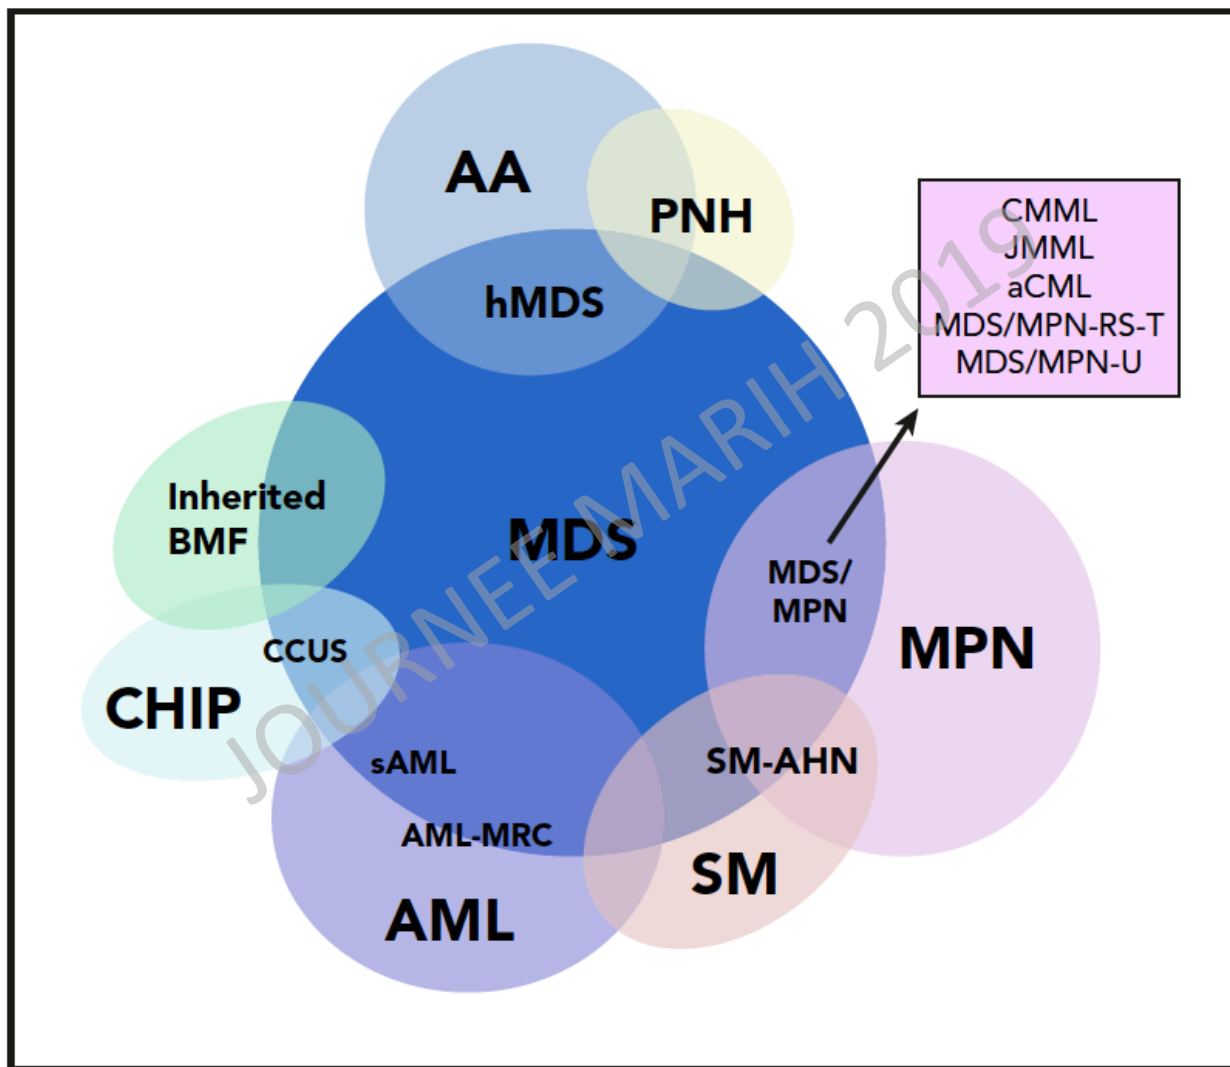 AA
PNH
hMDS
CMML
JMML
aCML
MDS/MPN-RS-T
MDS/MPN-U
Inherited
BMF
MDS
MDS/
MPN
MPN
CCUS
CHIP
sAML
SM-AHN
AML-MRC
SM
AML
JOURNEE MARIH 2019